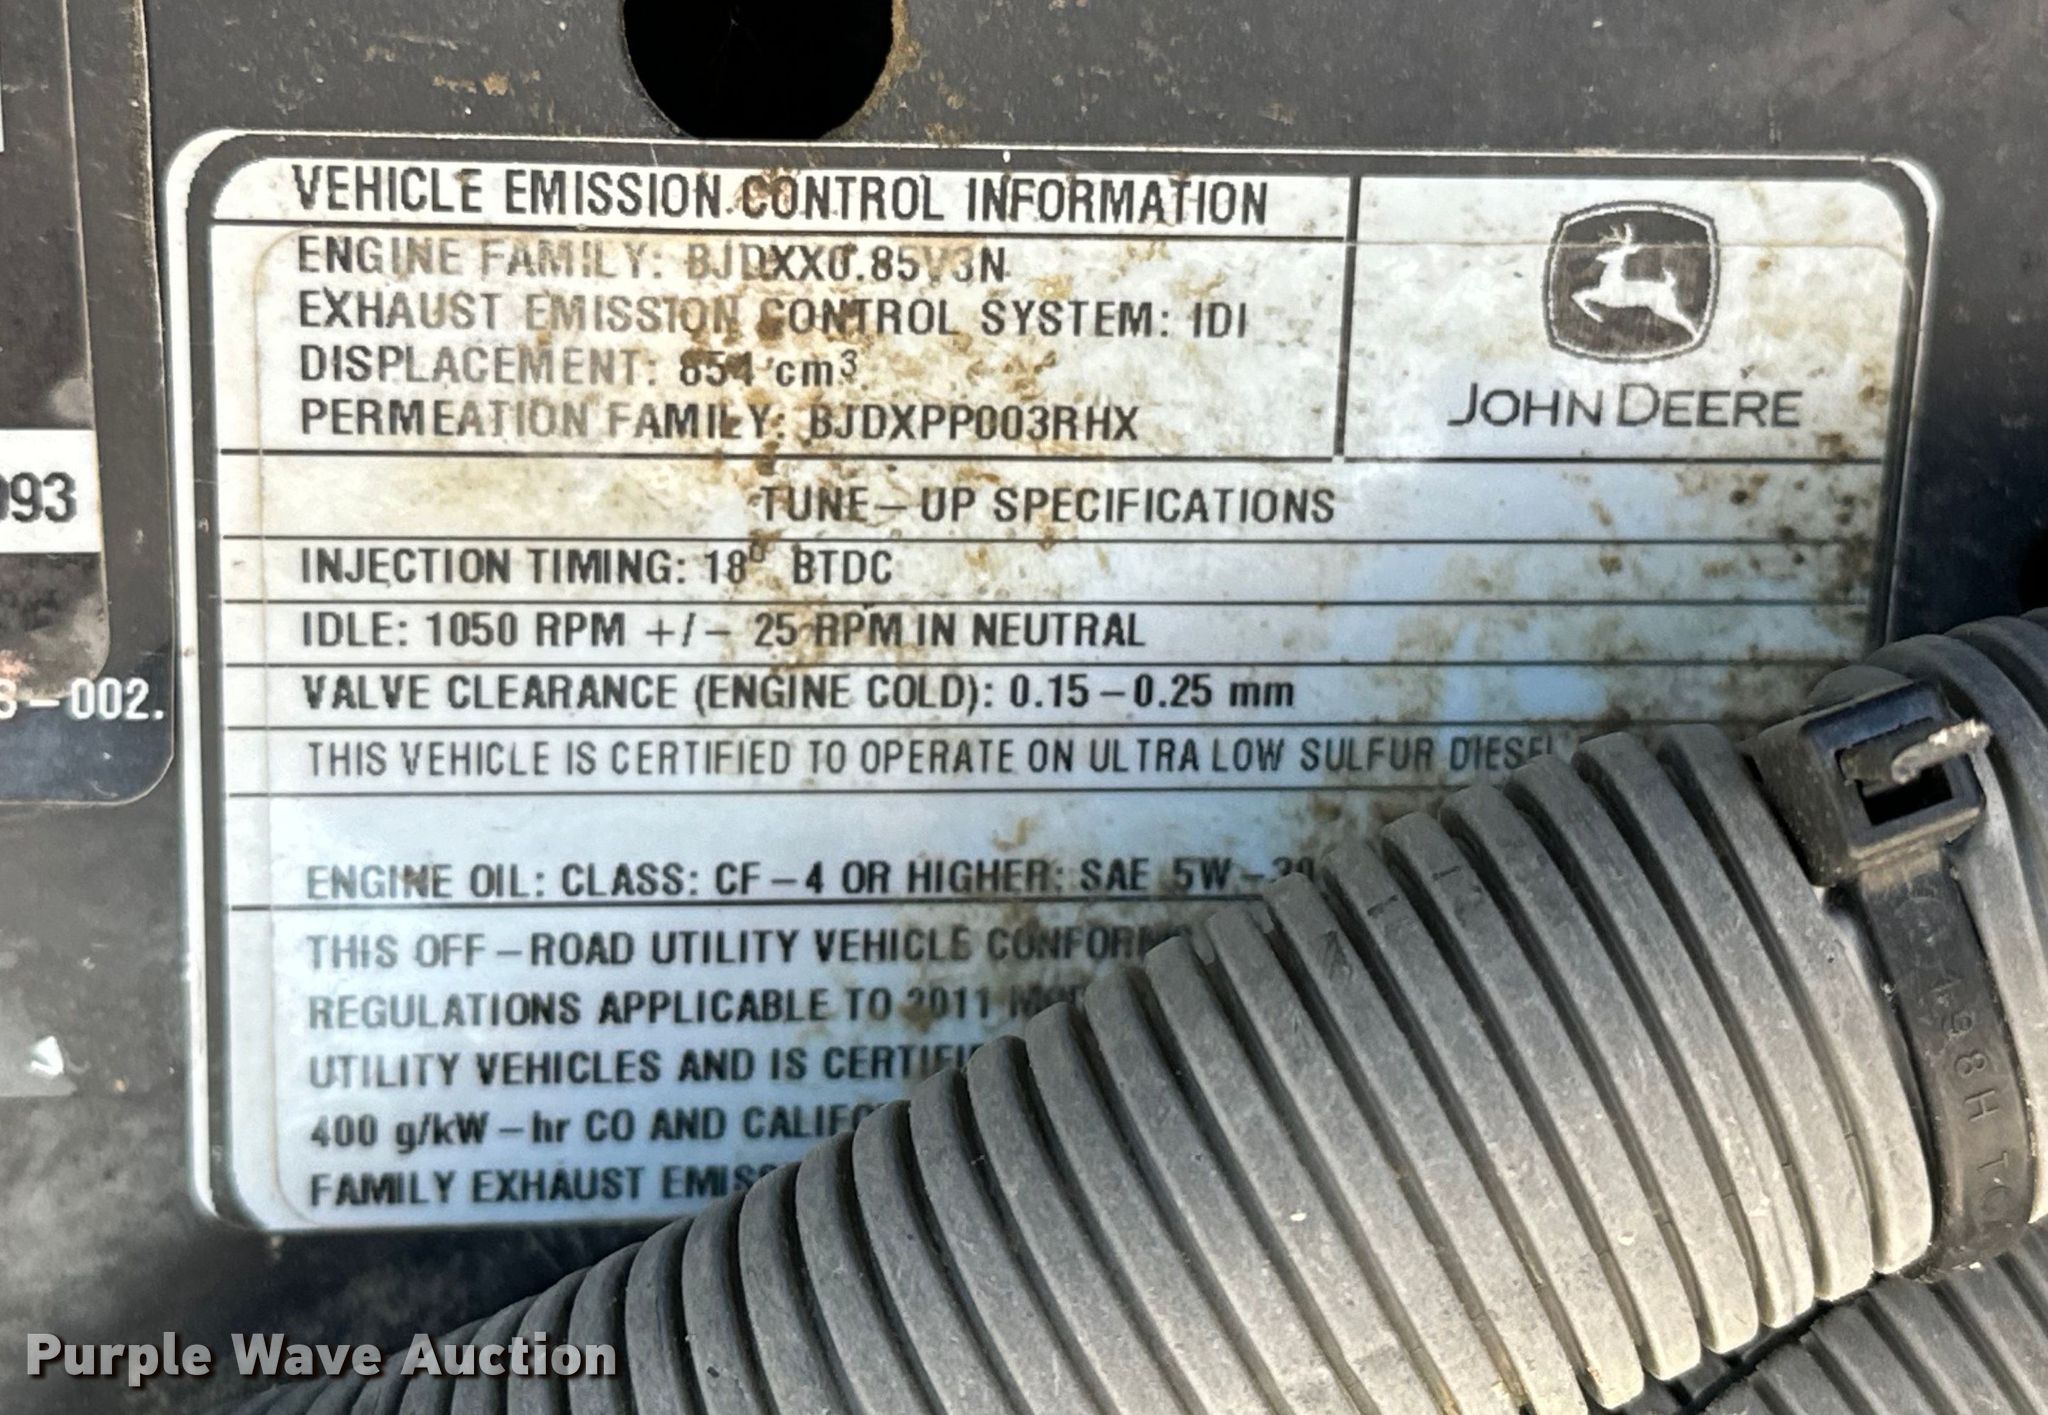 VEHICLE EMISSION CONTROL INFORMATION
ENGINE FAMILY: BJDXX0.85V3N
EXHAUST EMISSION CONTROL SYSTEM: IDI
DISPLACEMENT: 854 cm³
PERMEATION FAMILY: BJDXPP003RHX
JOHN DEERE
TUNE-UP SPECIFICATIONS
INJECTION TIMING: 18° BTDC
IDLE: 1050 RPM +/- 25 RPM IN NEUTRAL
VALVE CLEARANCE (ENGINE COLD): 0.15-0.25 mm
THIS VEHICLE IS CERTIFIED TO OPERATE ON ULTRA LOW SULFUR DIESEL
ENGINE OIL: CLASS: CF-4 OR HIGHER: SAE 5W-30
THIS OFF-ROAD UTILITY VEHICLE
REGULATIONS APPLICABLE TO 2011
UTILITY VEHICLES AND IS
400 g/kW-hr CO AND
FAMILY EXHAUST
093
-002.
Purple Wave Auction